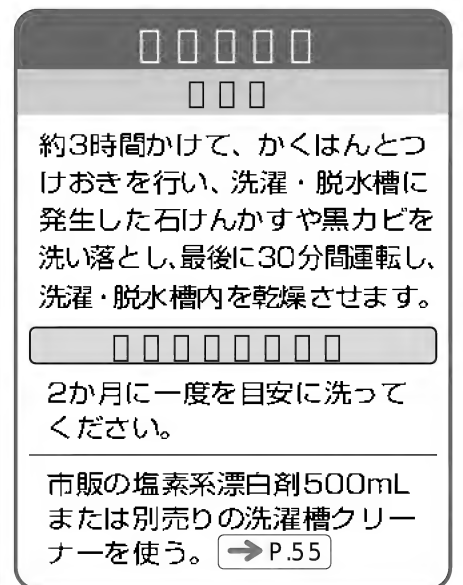 約3時間かけて、かくはんとつ
けおきを行い、洗濯・脱水槽に
発生した石けんかすや黒カビを
洗い落とし、最後に30分間運転し、
洗濯・脱水槽内を乾燥させます。
2か月に一度を目安に洗って
ください。
市販の塩素系漂白剤500mL
または別売りの洗濯槽クリー
ナーを使う。 → P.55